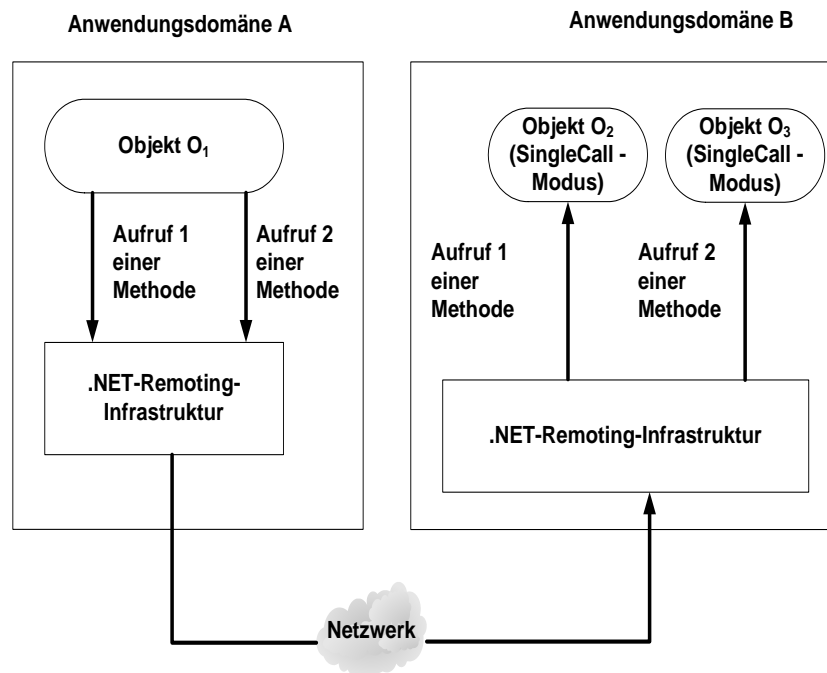 Anwendungsdomäne A
Objekt O₁
Aufruf 1
einer
Methode
Aufruf 2
einer
Methode
.NET-Remoting-
Infrastruktur
Anwendungsdomäne B
Objekt O₂
(SingleCall -
Modus)
Objekt O₃
(SingleCall -
Modus)
Aufruf 1
einer
Methode
Aufruf 2
einer
Methode
.NET-Remoting-Infrastruktur
Netzwerk